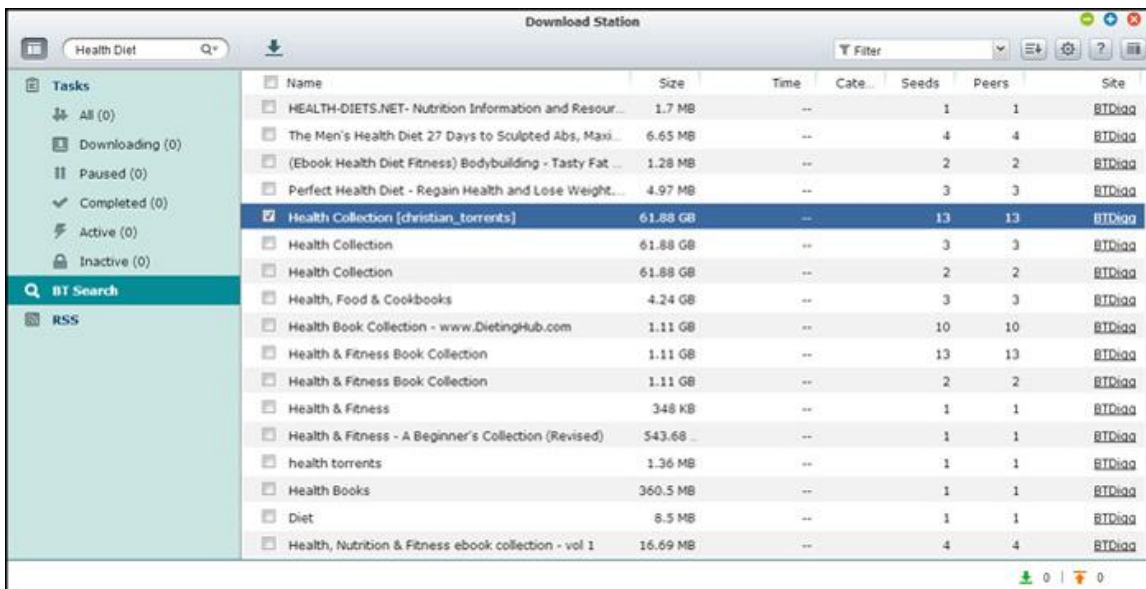 Download Station
Health Diet
Filter
?
Tasks
All (0)
Downloading (0)
Paused (0)
Completed (0)
Active (0)
Inactive (0)
BT Search
RSS
Name Size Time Cate... Seeds Peers Site
HEALTH-DIETS.NET- Nutrition Information and Resour... 1.7 MB -- 1 1 BTDigg
The Men's Health Diet 27 Days to Sculpted Abs, Maxi... 6.65 MB -- 4 4 BTDigg
(Ebook Health Diet Fitness) Bodybuilding - Tasty Fat ... 1.28 MB -- 2 2 BTDigg
Perfect Health Diet - Regain Health and Lose Weight... 4.97 MB -- 3 3 BTDigg
Health Collection [christian_torrents] 61.88 GB -- 13 13 BTDigg
Health Collection 61.88 GB -- 3 3 BTDigg
Health Collection 61.88 GB -- 2 2 BTDigg
Health, Food & Cookbooks 4.24 GB -- 3 3 BTDigg
Health Book Collection - www.DietingHub.com 1.11 GB -- 10 10 BTDigg
Health & Fitness Book Collection 1.11 GB -- 13 13 BTDigg
Health & Fitness Book Collection 1.11 GB -- 2 2 BTDigg
Health & Fitness 348 KB -- 1 1 BTDigg
Health & Fitness - A Beginner's Collection (Revised) 543.68 ... -- 1 1 BTDigg
health torrents 1.36 MB -- 1 1 BTDigg
Health Books 360.5 MB -- 1 1 BTDigg
Diet 8.5 MB -- 1 1 BTDigg
Health, Nutrition & Fitness ebook collection - vol 1 16.69 MB -- 4 4 BTDigg
0 | 0